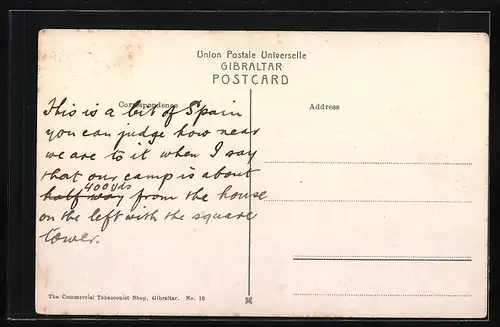 Union Postale Universelle
GIBRALTAR
POSTCARD
Correspondence
Address
This is a bit of Spain
you can judge how near
we are to it when I say
that our camp is about
400 yds
half way from the house
on the left with the square
tower.
The Commercial Tobacconist Shop, Gibraltar. No. 10.